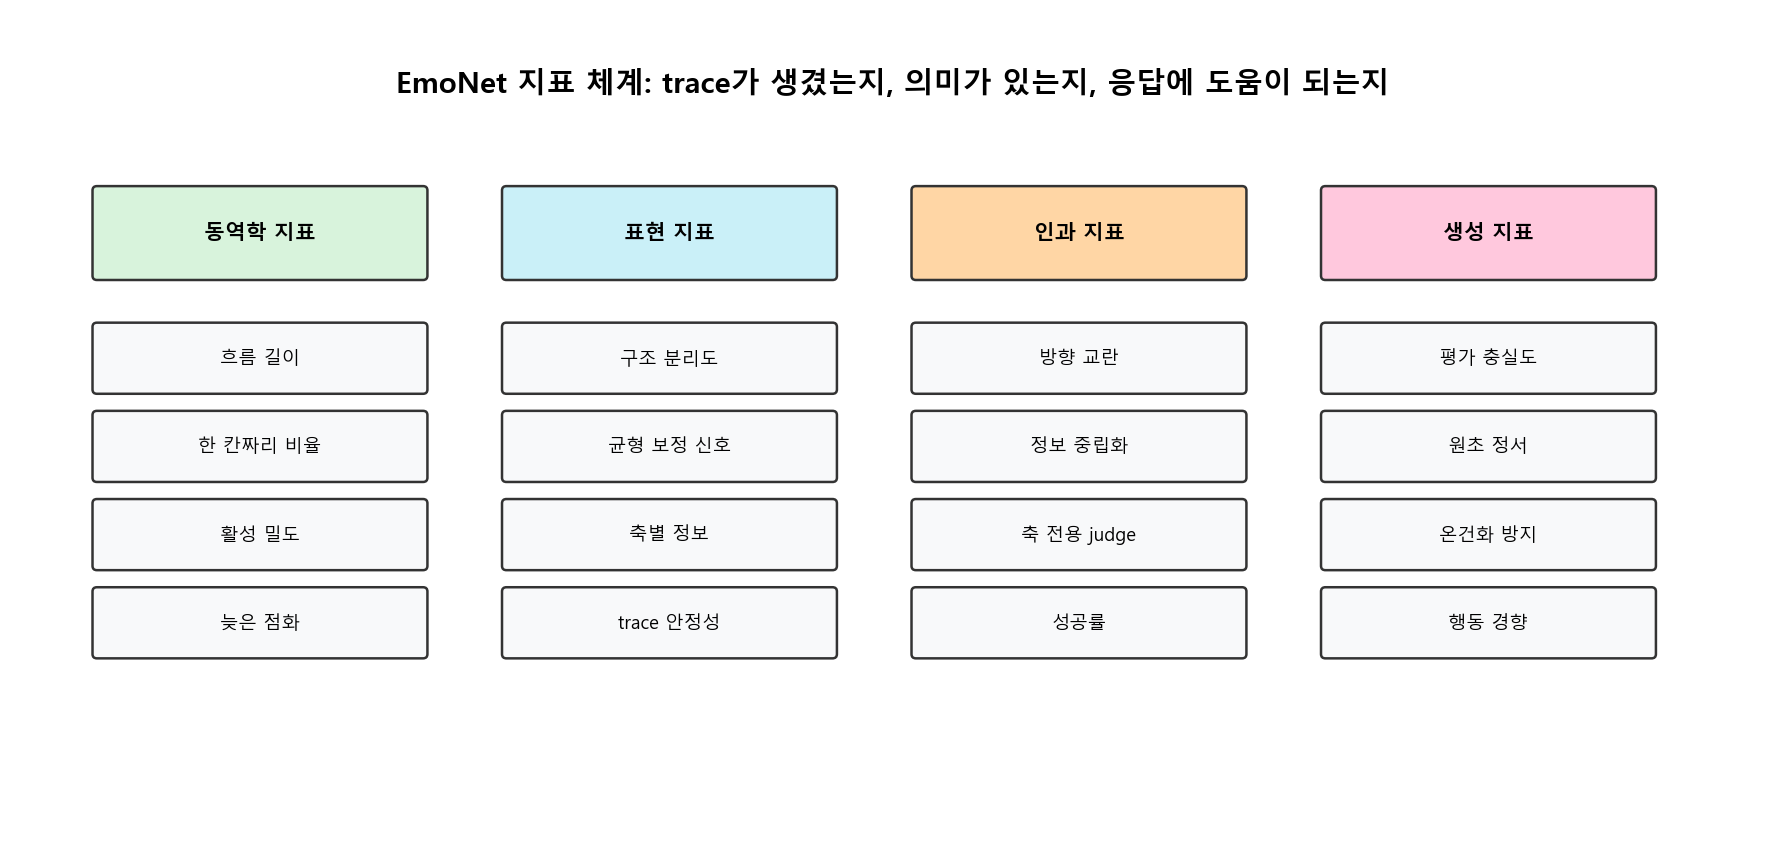 EmoNet 지표 체계: trace가 생겼는지, 의미가 있는지, 응답에 도움이 되는지
동역학 지표
흐름 길이
한 칸짜리 비율
활성 밀도
늦은 점화
표현 지표
구조 분리도
균형 보정 신호
축별 정보
trace 안정성
인과 지표
방향 교란
정보 중립화
축 전용 judge
성공률
생성 지표
평가 충실도
원초 정서
온건화 방지
행동 경향